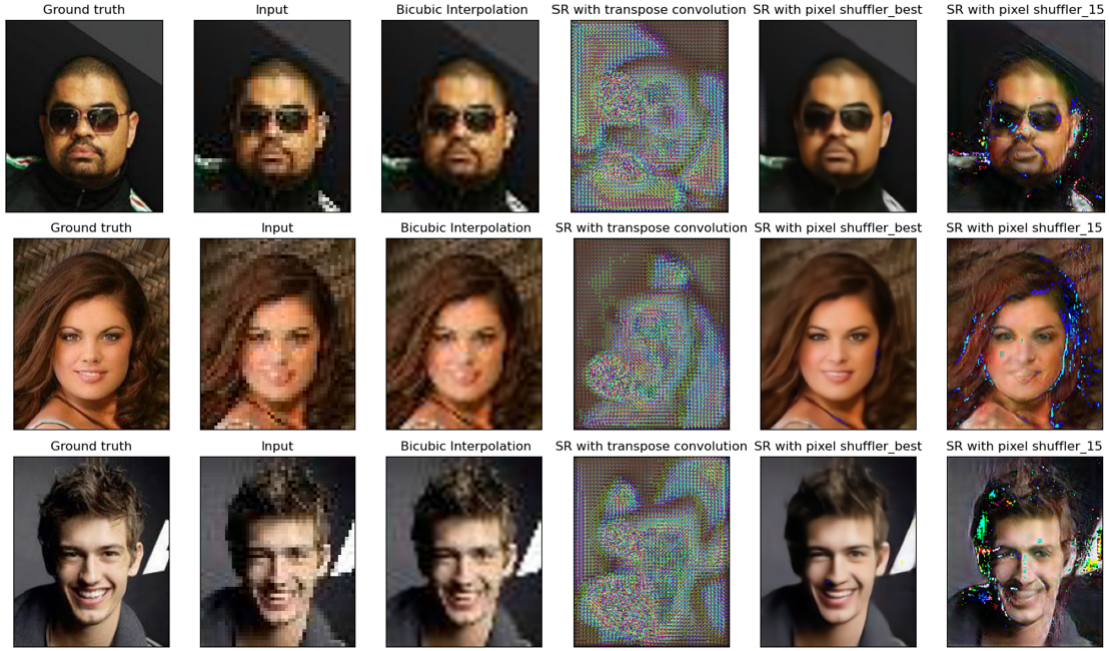 Ground truth Input Bicubic Interpolation SR with transpose convolution SR with pixel shuffler_best SR with pixel shuffler_15
Ground truth Input Bicubic Interpolation SR with transpose convolution SR with pixel shuffler_best SR with pixel shuffler_15
Ground truth Input Bicubic Interpolation SR with transpose convolution SR with pixel shuffler_best SR with pixel shuffler_15